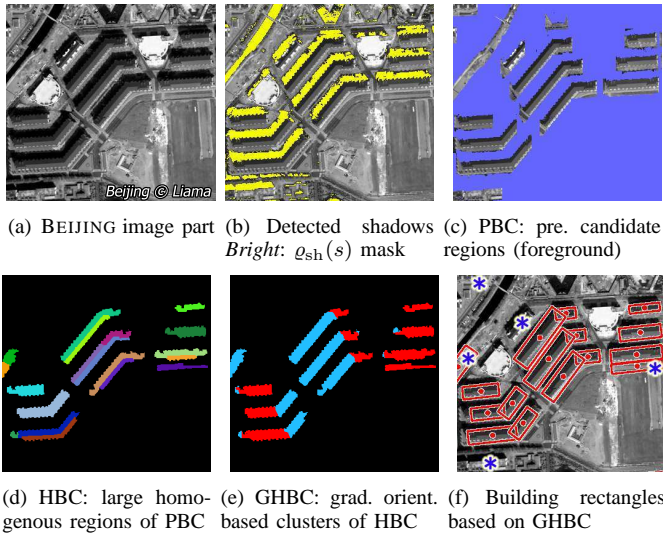 Beijing © Liama
(a) BEIJING image part
(b) Detected shadows
Bright: ϱsh(s) mask
(c) PBC: pre. candidate
regions (foreground)
(d) HBC: large homo-
genous regions of PBC
(e) GHBC: grad. orient.
based clusters of HBC
(f) Building rectangles
based on GHBC